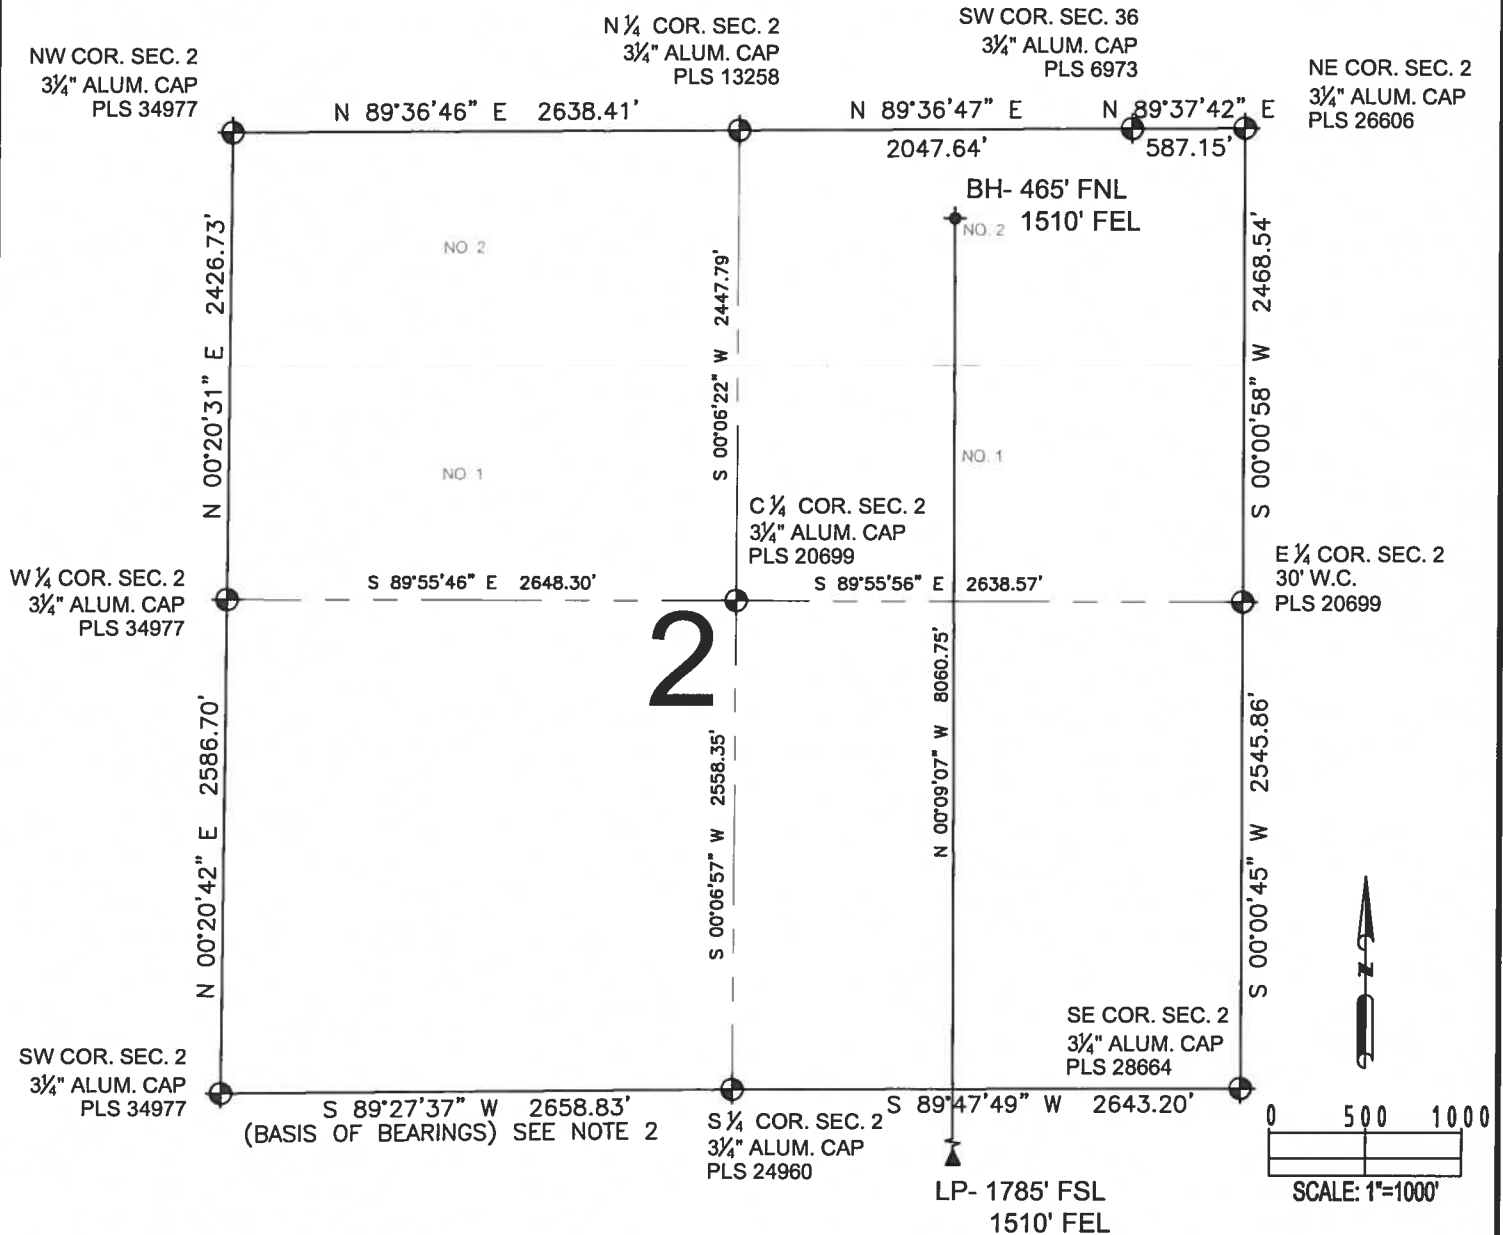 NW COR. SEC. 2
3¼" ALUM. CAP
PLS 34977
N ¼ COR. SEC. 2
3¼" ALUM. CAP
PLS 13258
SW COR. SEC. 36
3¼" ALUM. CAP
PLS 6973
NE COR. SEC. 2
3¼" ALUM. CAP
PLS 26606
N 89°36'46" E 2638.41'
N 89°36'47" E
2047.64'
N 89°37'42" E
587.15'
BH- 465' FNL
1510' FEL
NO 2
NO. 2
N 00°20'31" E 2426.73'
S 00°06'22" W 2447.79'
S 00°00'58" W 2468.54'
NO 1
NO. 1
C ¼ COR. SEC. 2
3¼" ALUM. CAP
PLS 20699
W ¼ COR. SEC. 2
3¼" ALUM. CAP
PLS 34977
S 89°55'46" E 2648.30'
S 89°55'56" E 2638.57'
E ¼ COR. SEC. 2
30' W.C.
PLS 20699
2
N 00°20'42" E 2586.70'
S 00°06'57" W 2558.35'
N 00°09'07" W 8060.75'
S 00°00'45" W 2545.86'
N
SW COR. SEC. 2
3¼" ALUM. CAP
PLS 34977
S 89°27'37" W 2658.83'
(BASIS OF BEARINGS) SEE NOTE 2
S ¼ COR. SEC. 2
3¼" ALUM. CAP
PLS 24960
SE COR. SEC. 2
3¼" ALUM. CAP
PLS 28664
S 89°47'49" W 2643.20'
LP- 1785' FSL
1510' FEL
0 500 1000
SCALE: 1"=1000'